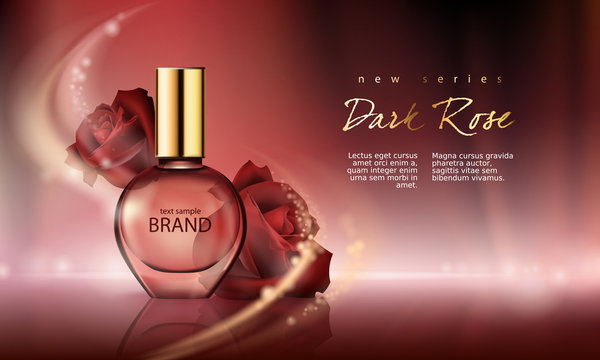 new series
Dark Rose
Lectus eget cursus
amet orci enim,
quam integer enim
urna sem morbi in
amet.
Magna cursus gravida
pharetra auctor,
sagittis vitae sem
bibendum vivamus.
text sample
BRAND